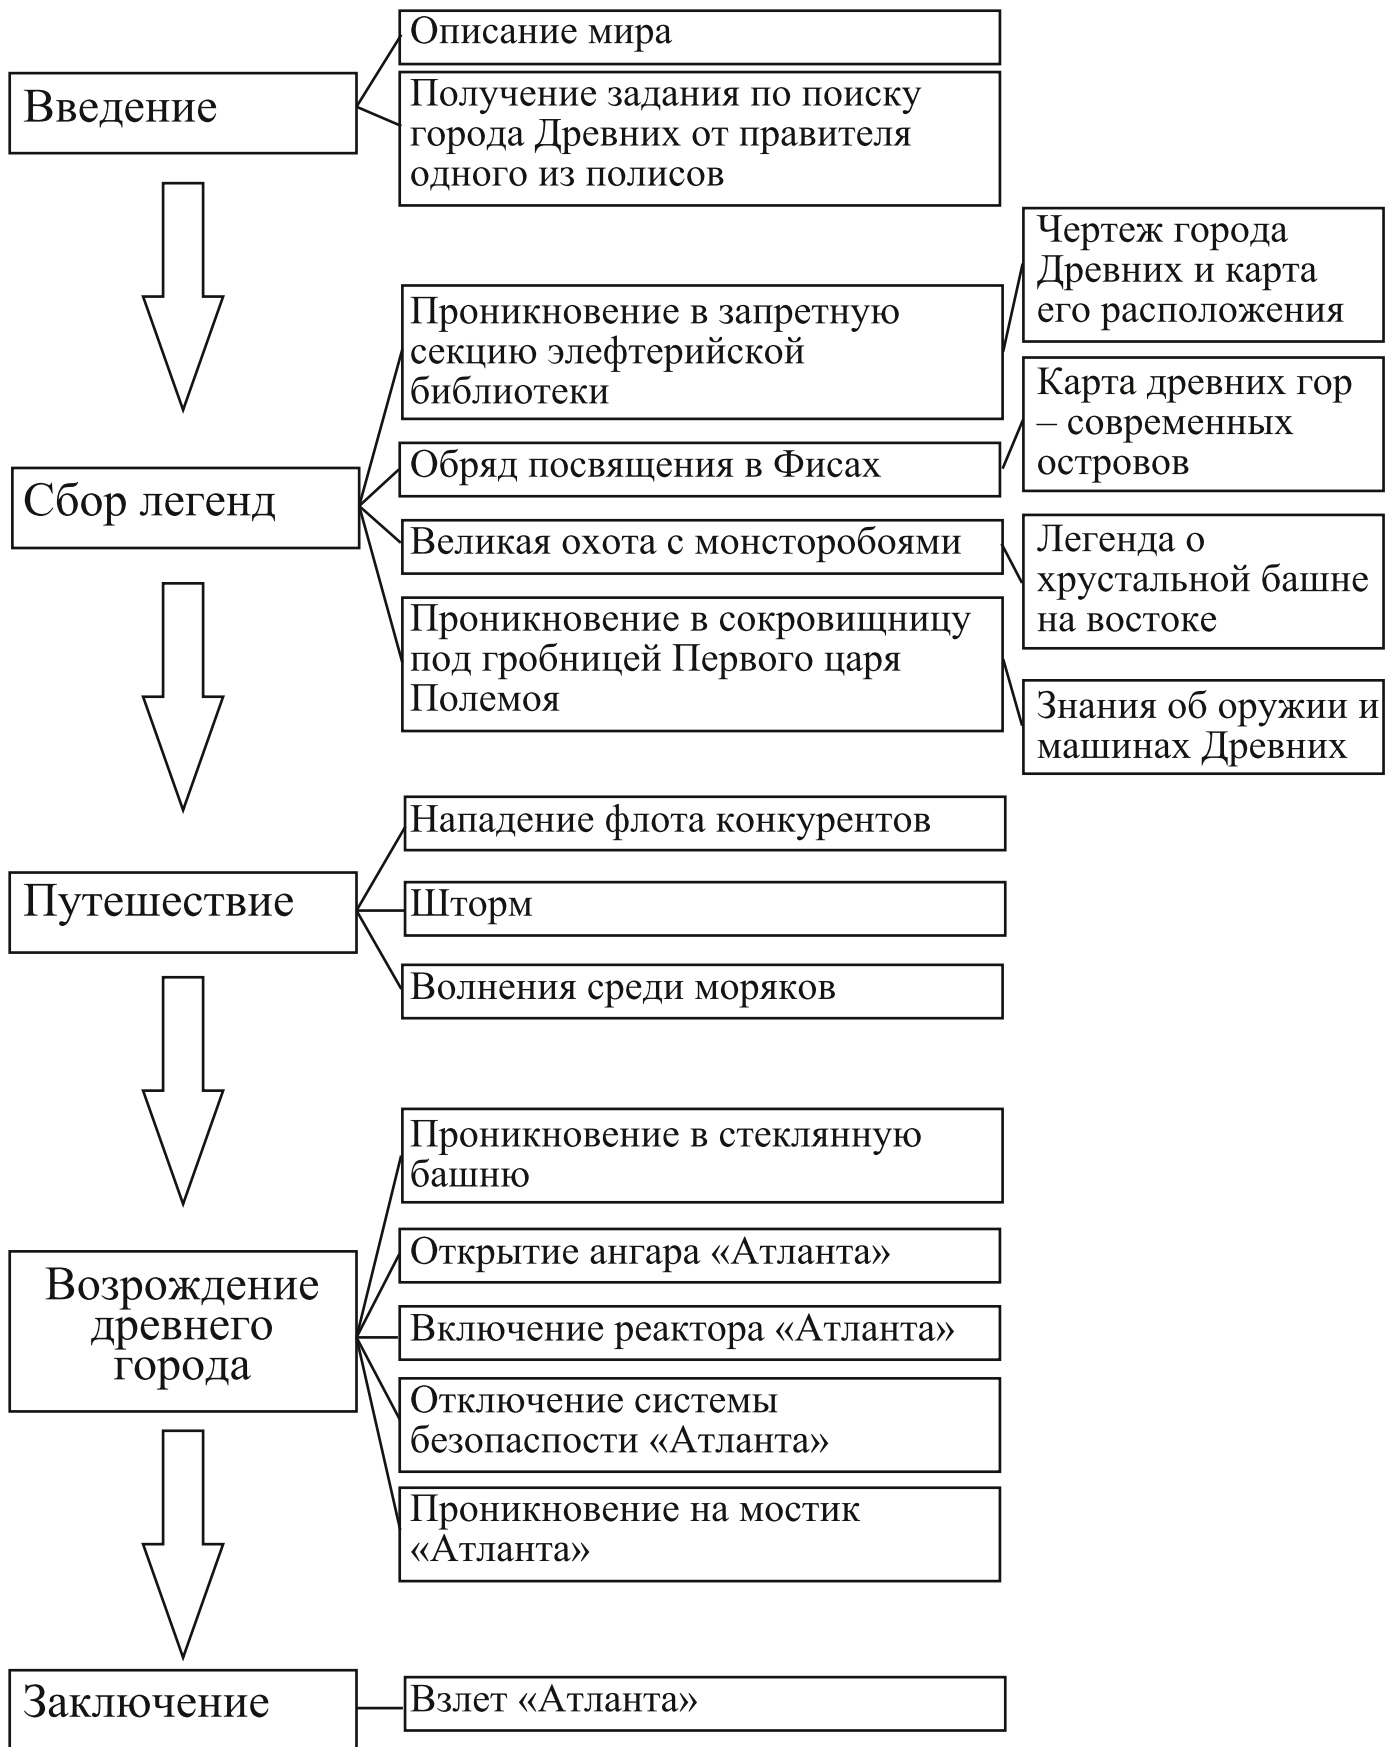 Введение
Описание мира
Получение задания по поиску
города Древних от правителя
одного из полисов
Сбор легенд
Проникновение в запретную
секцию элефтерийской
библиотеки
Чертеж города
Древних и карта
его расположения
Обряд посвящения в Фисах
Карта древних гор
– современных
островов
Великая охота с монсторобоями
Легенда о
хрустальной башне
на востоке
Проникновение в сокровищницу
под гробницей Первого царя
Полемоя
Знания об оружии и
машинах Древних
Путешествие
Нападение флота конкурентов
Шторм
Волнения среди моряков
Возрождение
древнего
города
Проникновение в стеклянную
башню
Открытие ангара «Атланта»
Включение реактора «Атланта»
Отключение системы
безопаспости «Атланта»
Проникновение на мостик
«Атланта»
Заключение
Взлет «Атланта»